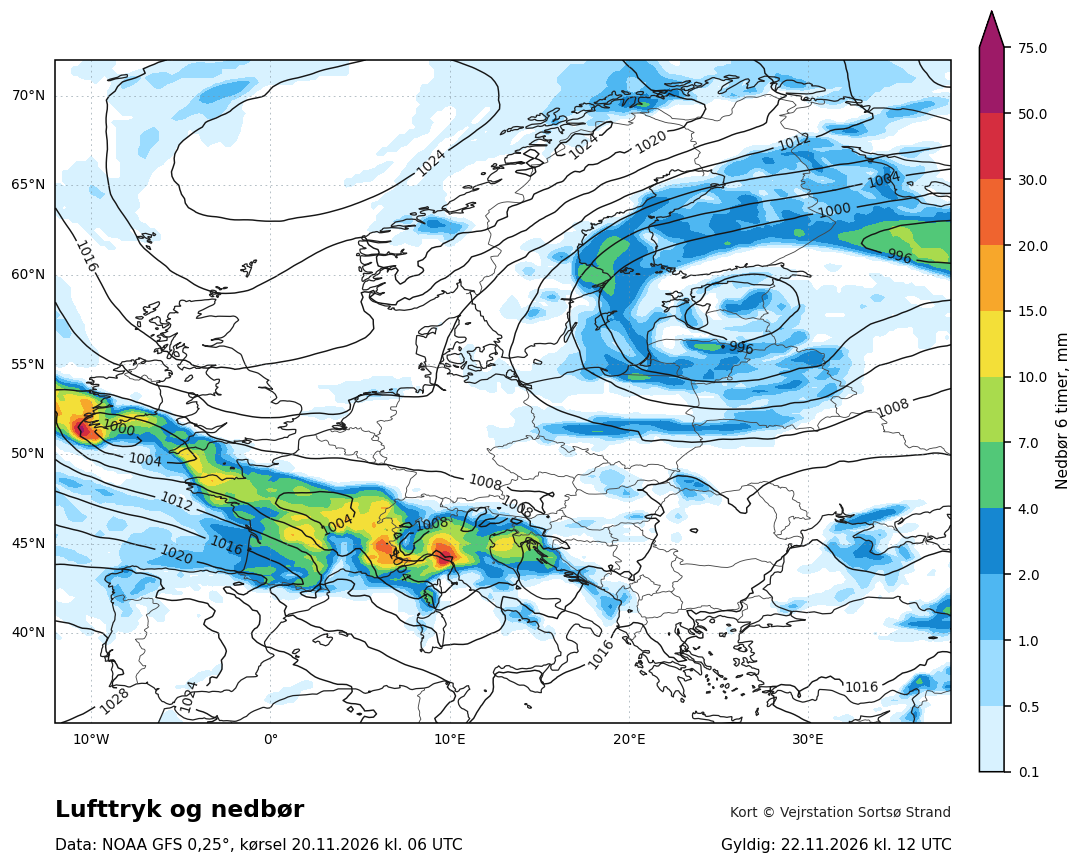 75.0
50.0
30.0
20.0
15.0
10.0
7.0
4.0
2.0
1.0
0.5
0.1
Nedbør 6 timer, mm
70°N
65°N
60°N
55°N
50°N
45°N
40°N
10°W
0°
10°E
20°E
30°E
1024
1024
1020
1012
1004
1000
996
1016
996
1008
1000
1004
1008
1008
1012
1004
1008
1016
1020
1016
1016
1028
1024
Lufttryk og nedbør
Kort © Vejrstation Sortsø Strand
Data: NOAA GFS 0,25°, kørsel 20.11.2026 kl. 06 UTC
Gyldig: 22.11.2026 kl. 12 UTC